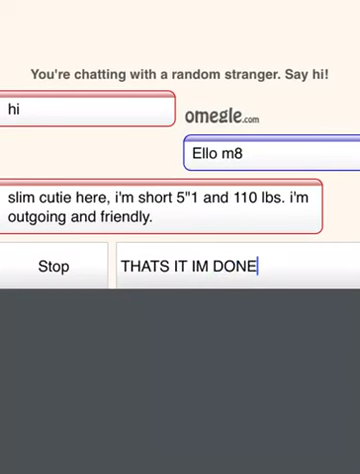 You're chatting with a random stranger. Say hi!
hi
omegle.com
Ello m8
slim cutie here, i'm short 5"1 and 110 lbs. i'm
outgoing and friendly.
Stop
THATS IT IM DONE